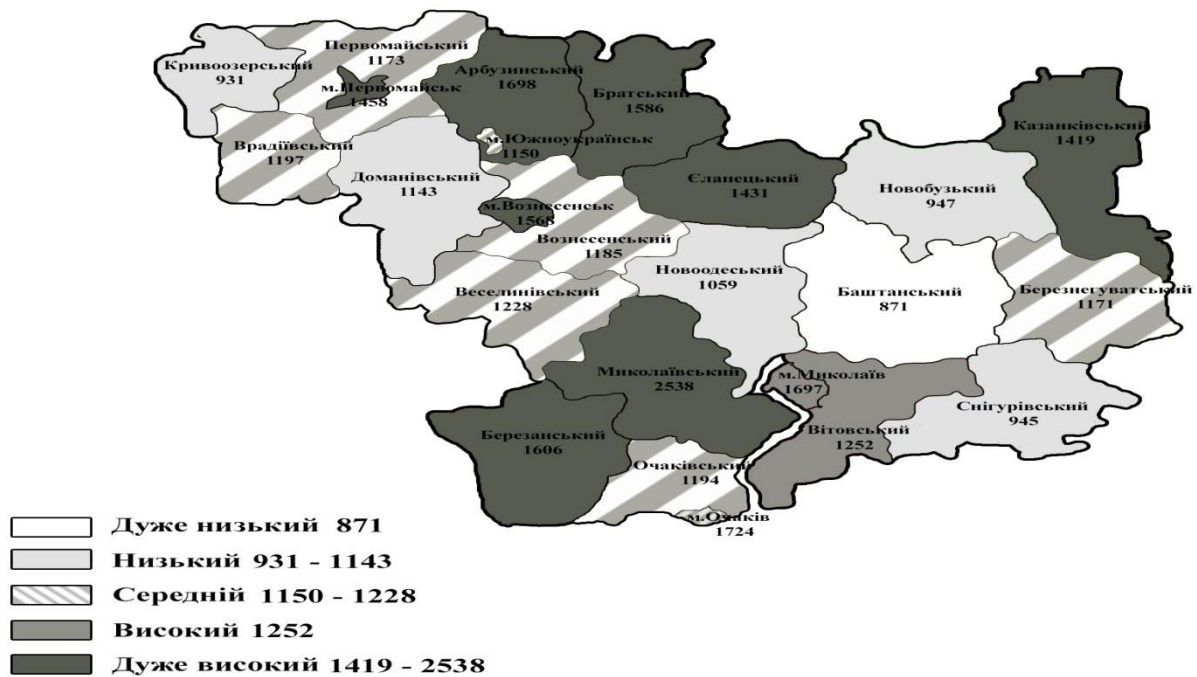 Первомайський
1173
Кривоозерський
931
м.Первомайськ
1458
Арбузинський
1698
Братський
1586
Казанківський
1419
Врадіївський
1197
м.Южноукраїнськ
1150
Доманівський
1143
Єланецький
1431
Новобузький
947
м.Вознесенськ
1568
Вознесенський
1185
Новоодеський
1059
Веселинівський
1228
Баштанський
871
Березнегуватський
1171
Миколаївський
2538
м.Миколаїв
1697
Снігурівський
945
Березанський
1606
Вітовський
1252
Очаківський
1194
м.Очаків
1724
Дуже низький 871
Низький 931 - 1143
Середній 1150 - 1228
Високий 1252
Дуже високий 1419 - 2538